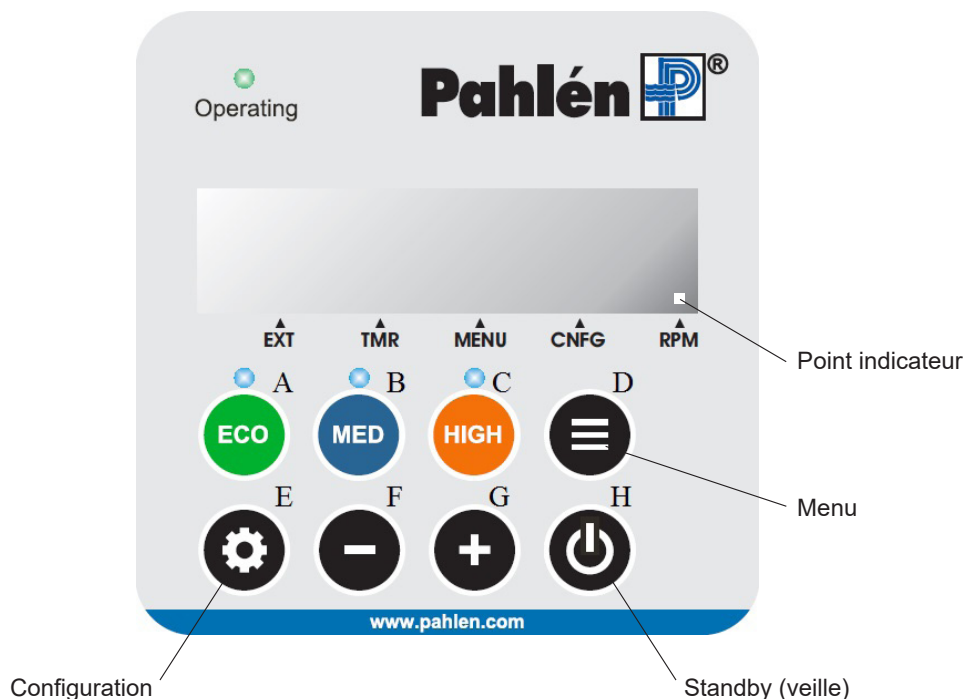 Pahlén ®
Operating
EXT TMR MENU CNFG RPM
Point indicateur
A B C D
ECO MED HIGH
Menu
E F G H
www.pahlen.com
Configuration Standby (veille)